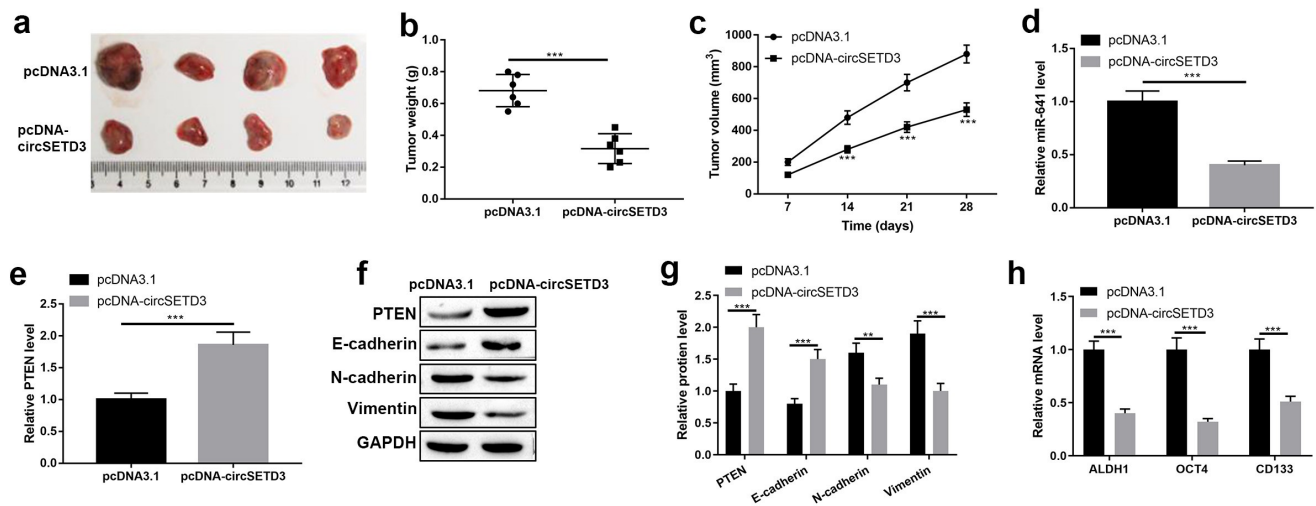 a
pcDNA3.1
pcDNA-
circSETD3
3 4 5 6 7 8 9 10 11 12
b
Tumor weight (g)
1.0
0.8
0.6
0.4
0.2
0.0
***
pcDNA3.1 pcDNA-circSETD3
c
pcDNA3.1
pcDNA-circSETD3
Tumor volume (mm3)
1000
800
600
400
200
0
*** *** ***
7 14 21 28
Time (days)
d
pcDNA3.1
pcDNA-circSETD3
Relative miR-641 level
1.5
1.0
0.5
0.0
***
pcDNA3.1 pcDNA-circSETD3
e
pcDNA3.1
pcDNA-circSETD3
Relative PTEN level
2.5
2.0
1.5
1.0
0.5
0.0
***
pcDNA3.1 pcDNA-circSETD3
f
pcDNA3.1 pcDNA-circSETD3
PTEN
E-cadherin
N-cadherin
Vimentin
GAPDH
g
pcDNA3.1
pcDNA-circSETD3
Relative protien level
2.5
2.0
1.5
1.0
0.5
0.0
*** *** ** ***
PTEN E-cadherin N-cadherin Vimentin
h
pcDNA3.1
pcDNA-circSETD3
Relative mRNA level
1.5
1.0
0.5
0.0
*** *** ***
ALDH1 OCT4 CD133